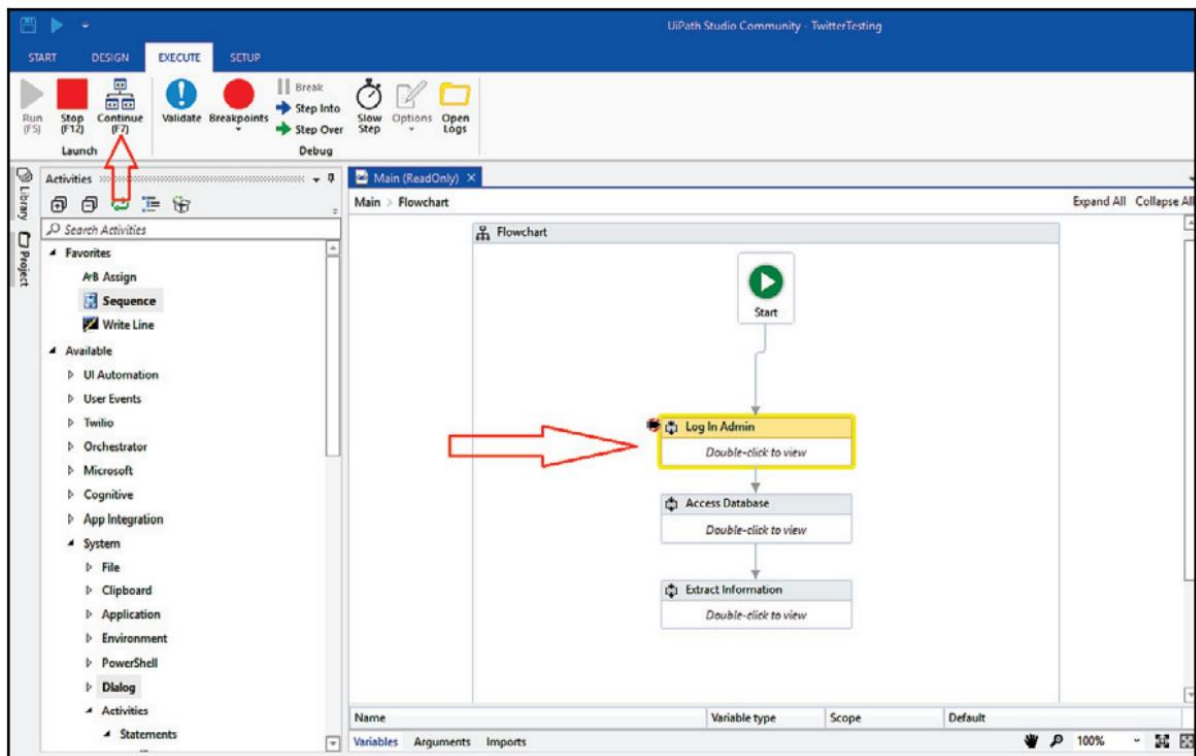 UiPath Studio Community - TwitterTesting
START DESIGN EXECUTE SETUP
Run (F5)
Stop (F12)
Continue (F7)
Launch
Validate
Breakpoints
Break
Step Into
Step Over
Slow Step
Options
Open Logs
Debug
Library
Project
Activities
Search Activities
Favorites
A+B Assign
Sequence
Write Line
Available
UI Automation
User Events
Twilio
Orchestrator
Microsoft
Cognitive
App Integration
System
File
Clipboard
Application
Environment
PowerShell
Dialog
Activities
Statements
Main (ReadOnly)
Main > Flowchart
Expand All Collapse All
Flowchart
Start
Log In Admin
Double-click to view
Access Database
Double-click to view
Extract Information
Double-click to view
Name Variable type Scope Default
Variables Arguments Imports
100%